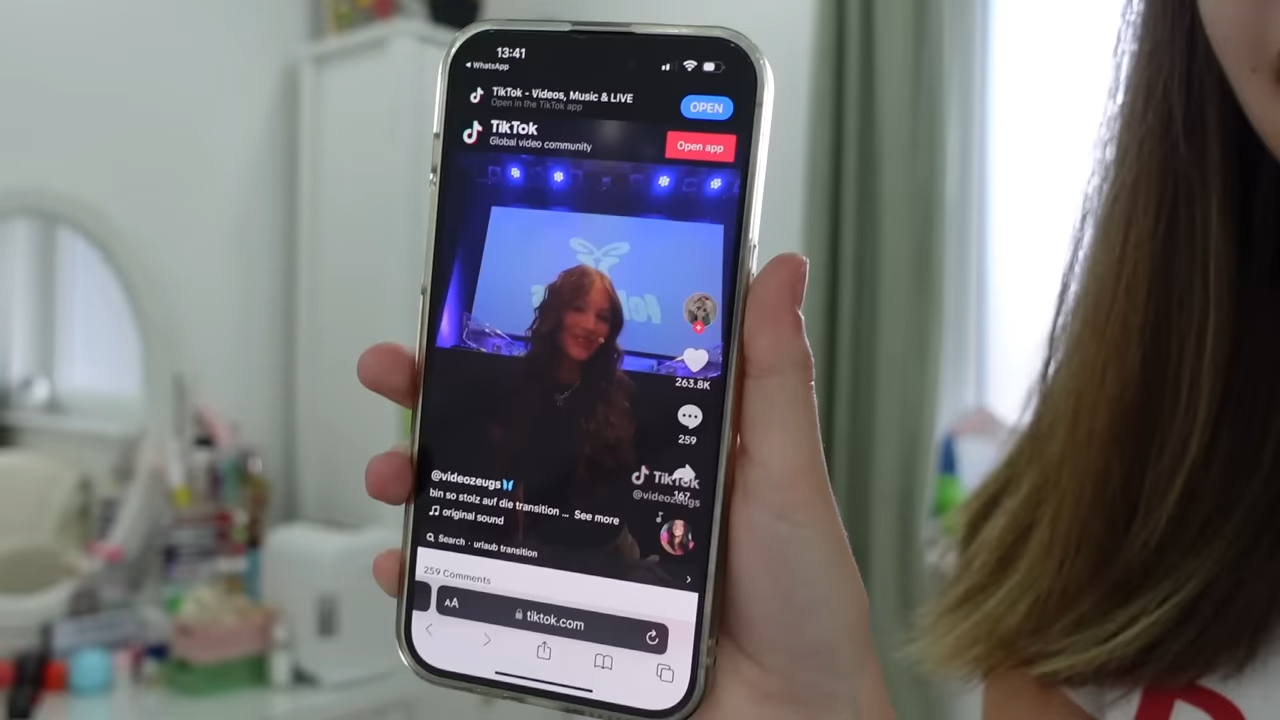 13:41
WhatsApp
TikTok - Videos, Music & LIVE
Open in the TikTok app
OPEN
TikTok
Global video community
Open app
263.8K
259
@videozeugs
TikTok
167
@videozeugs
bin so stolz auf die transition ... See more
original sound
Search · urlaub transition
259 Comments
AA
tiktok.com